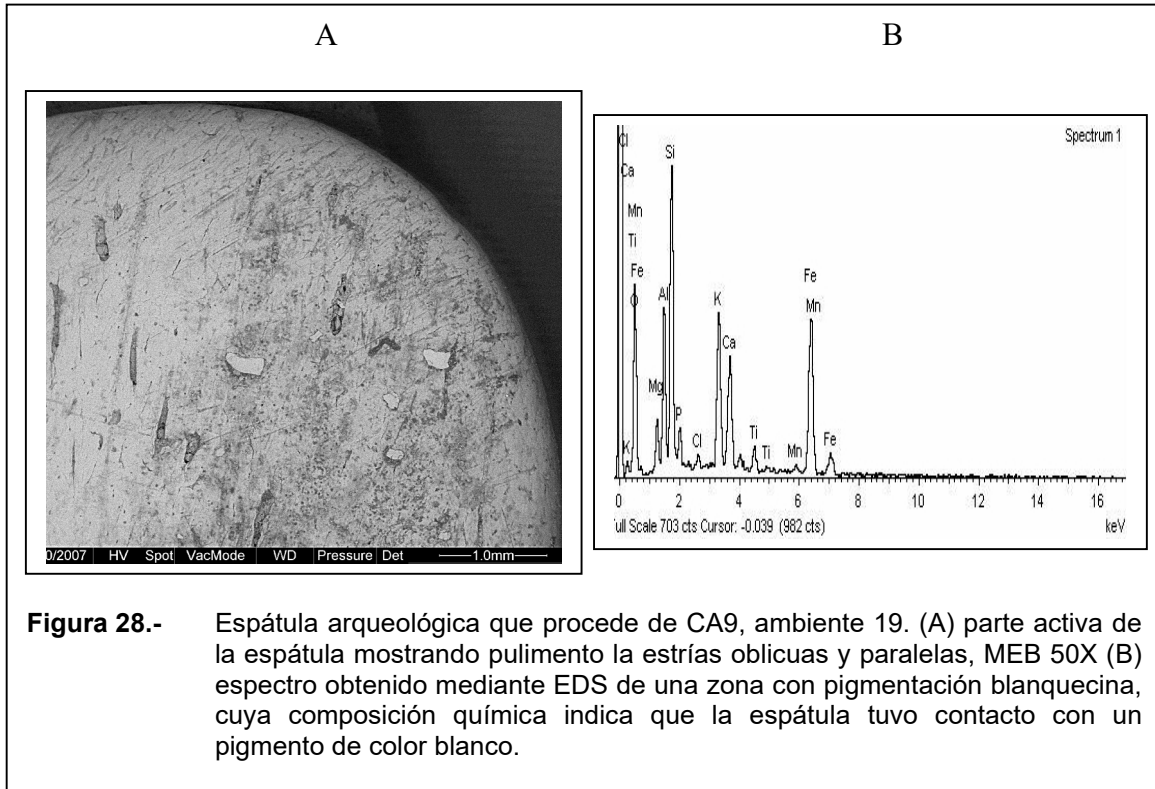 A
B
0/2007 HV Spot VacMode WD Pressure Det 1.0mm
Spectrum 1
Cl
Ca
Mn
Ti
Fe
O
K
Mg
Al
Si
P
Cl
K
Ca
Ti
Ti
Mn
Fe
Mn
Fe
0 2 4 6 8 10 12 14 16
ull Scale 703 cts Cursor: -0.039 (982 cts) keV
Figura 28.- Espátula arqueológica que procede de CA9, ambiente 19. (A) parte activa de
la espátula mostrando pulimento la estrías oblicuas y paralelas, MEB 50X (B)
espectro obtenido mediante EDS de una zona con pigmentación blanquecina,
cuya composición química indica que la espátula tuvo contacto con un
pigmento de color blanco.